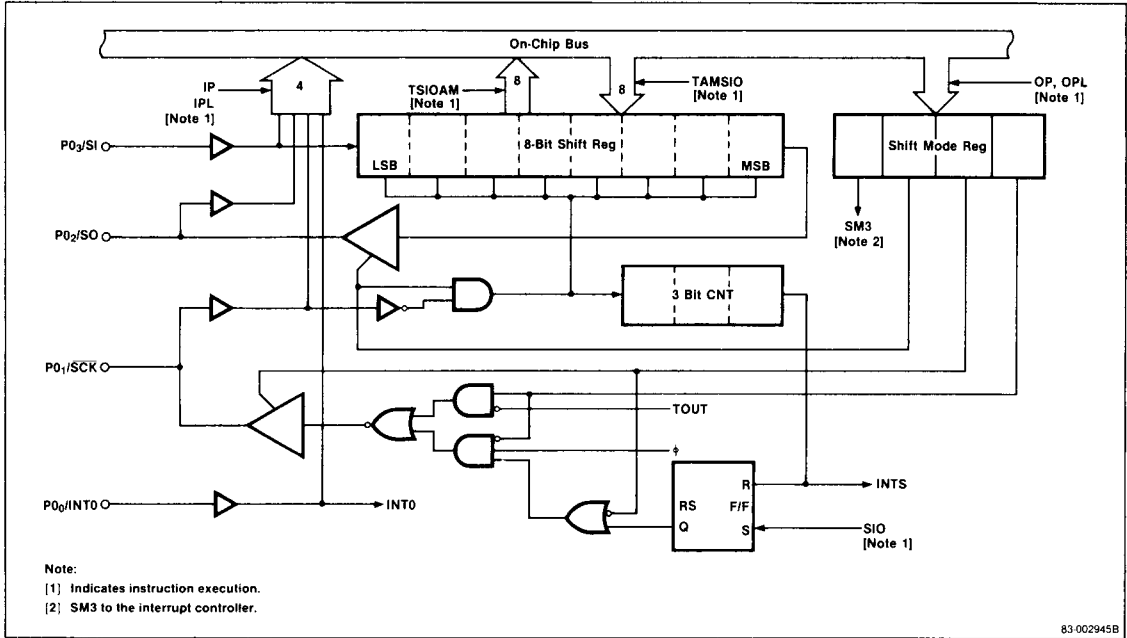 On-Chip Bus
IP
IPL
[Note 1]
4
TSIOAM
[Note 1]
8
8
TAMSIO
[Note 1]
OP, OPL
[Note 1]
P0₃/SI
8-Bit Shift Reg
LSB
MSB
Shift Mode Reg
SM3
[Note 2]
P0₂/SO
3 Bit CNT
P0₁/S̅C̅K̅
TOUT
ϕ
P0₀/INT0
INT0
RS
F/F
R
Q
S
INTS
SIO
[Note 1]
Note:
[1] Indicates instruction execution.
[2] SM3 to the interrupt controller.
83-002945B